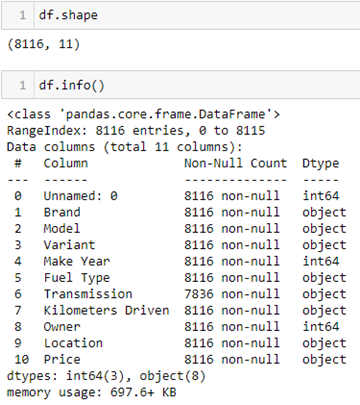 1 df.shape
(8116, 11)
1 df.info()
<class 'pandas.core.frame.DataFrame'>
RangeIndex: 8116 entries, 0 to 8115
Data columns (total 11 columns):
 #   Column             Non-Null Count  Dtype
---  ------             --------------  -----
 0   Unnamed: 0         8116 non-null   int64
 1   Brand              8116 non-null   object
 2   Model              8116 non-null   object
 3   Variant            8116 non-null   object
 4   Make Year          8116 non-null   int64
 5   Fuel Type          8116 non-null   object
 6   Transmission       7836 non-null   object
 7   Kilometers Driven  8116 non-null   object
 8   Owner              8116 non-null   int64
 9   Location           8116 non-null   object
 10  Price              8116 non-null   object
dtypes: int64(3), object(8)
memory usage: 697.6+ KB